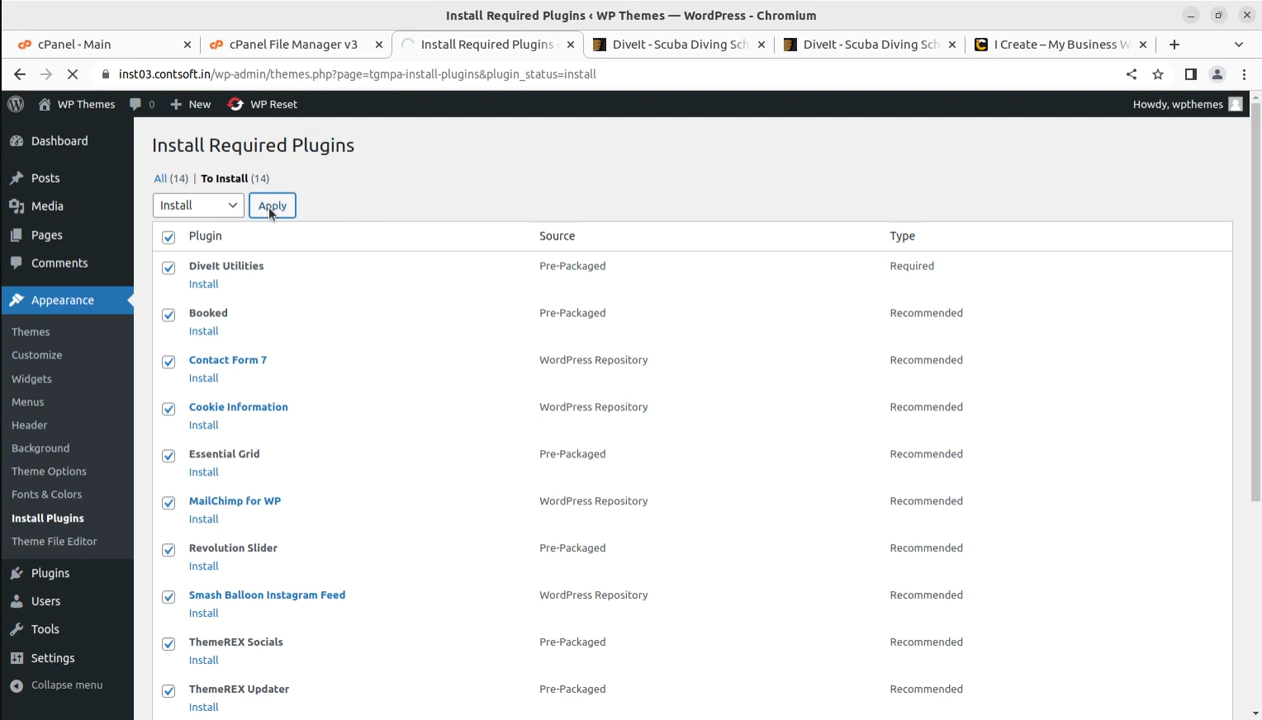 Install Required Plugins ‹ WP Themes — WordPress - Chromium
cPanel - Main
cPanel File Manager v3
Install Required Plugins
DiveIt - Scuba Diving Sch
DiveIt - Scuba Diving Sch
I Create – My Business W
inst03.contsoft.in/wp-admin/themes.php?page=tgmpa-install-plugins&plugin_status=install
WP Themes
0
New
WP Reset
Howdy, wpthemes
Dashboard
Posts
Media
Pages
Comments
Appearance
Themes
Customize
Widgets
Menus
Header
Background
Theme Options
Fonts & Colors
Install Plugins
Theme File Editor
Plugins
Users
Tools
Settings
Collapse menu
Install Required Plugins
All (14) | To Install (14)
Install Apply
Plugin Source Type
DiveIt Utilities Pre-Packaged Required
Install
Booked Pre-Packaged Recommended
Install
Contact Form 7 WordPress Repository Recommended
Install
Cookie Information WordPress Repository Recommended
Install
Essential Grid Pre-Packaged Recommended
Install
MailChimp for WP WordPress Repository Recommended
Install
Revolution Slider Pre-Packaged Recommended
Install
Smash Balloon Instagram Feed WordPress Repository Recommended
Install
ThemeREX Socials Pre-Packaged Recommended
Install
ThemeREX Updater Pre-Packaged Recommended
Install